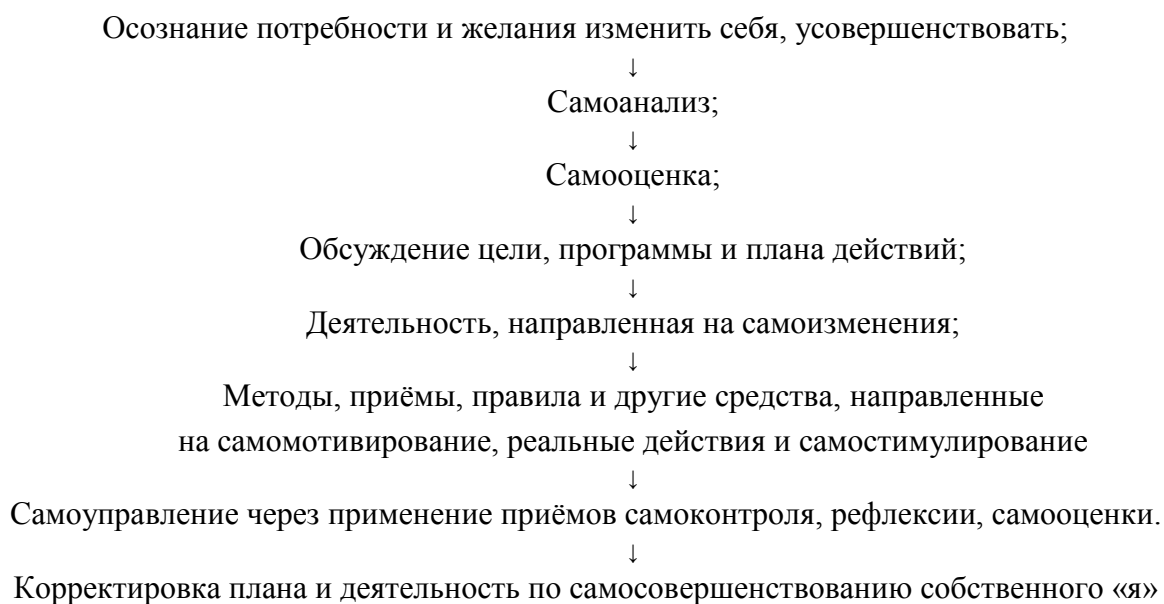 Осознание потребности и желания изменить себя, усовершенствовать;
↓
Самоанализ;
↓
Самооценка;
↓
Обсуждение цели, программы и плана действий;
↓
Деятельность, направленная на самоизменения;
↓
Методы, приёмы, правила и другие средства, направленные
на самомотивирование, реальные действия и самостимулирование
↓
Самоуправление через применение приёмов самоконтроля, рефлексии, самооценки.
↓
Корректировка плана и деятельность по самосовершенствованию собственного «я»